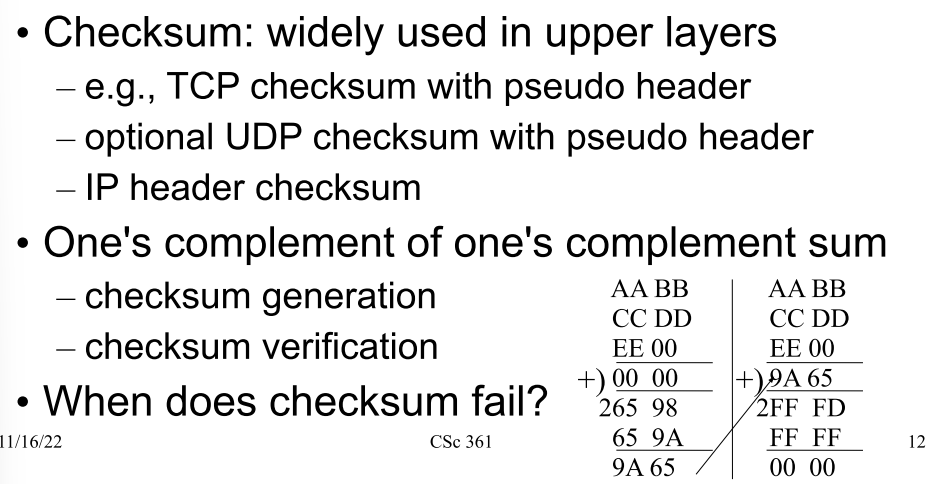 • Checksum: widely used in upper layers
– e.g., TCP checksum with pseudo header
– optional UDP checksum with pseudo header
– IP header checksum
• One's complement of one's complement sum
– checksum generation
– checksum verification
• When does checksum fail?
AA BB
CC DD
EE 00
+) 00 00
265 98
65 9A
9A 65
AA BB
CC DD
EE 00
+) 9A 65
2FF FD
FF FF
00 00
11/16/22
CSc 361
12